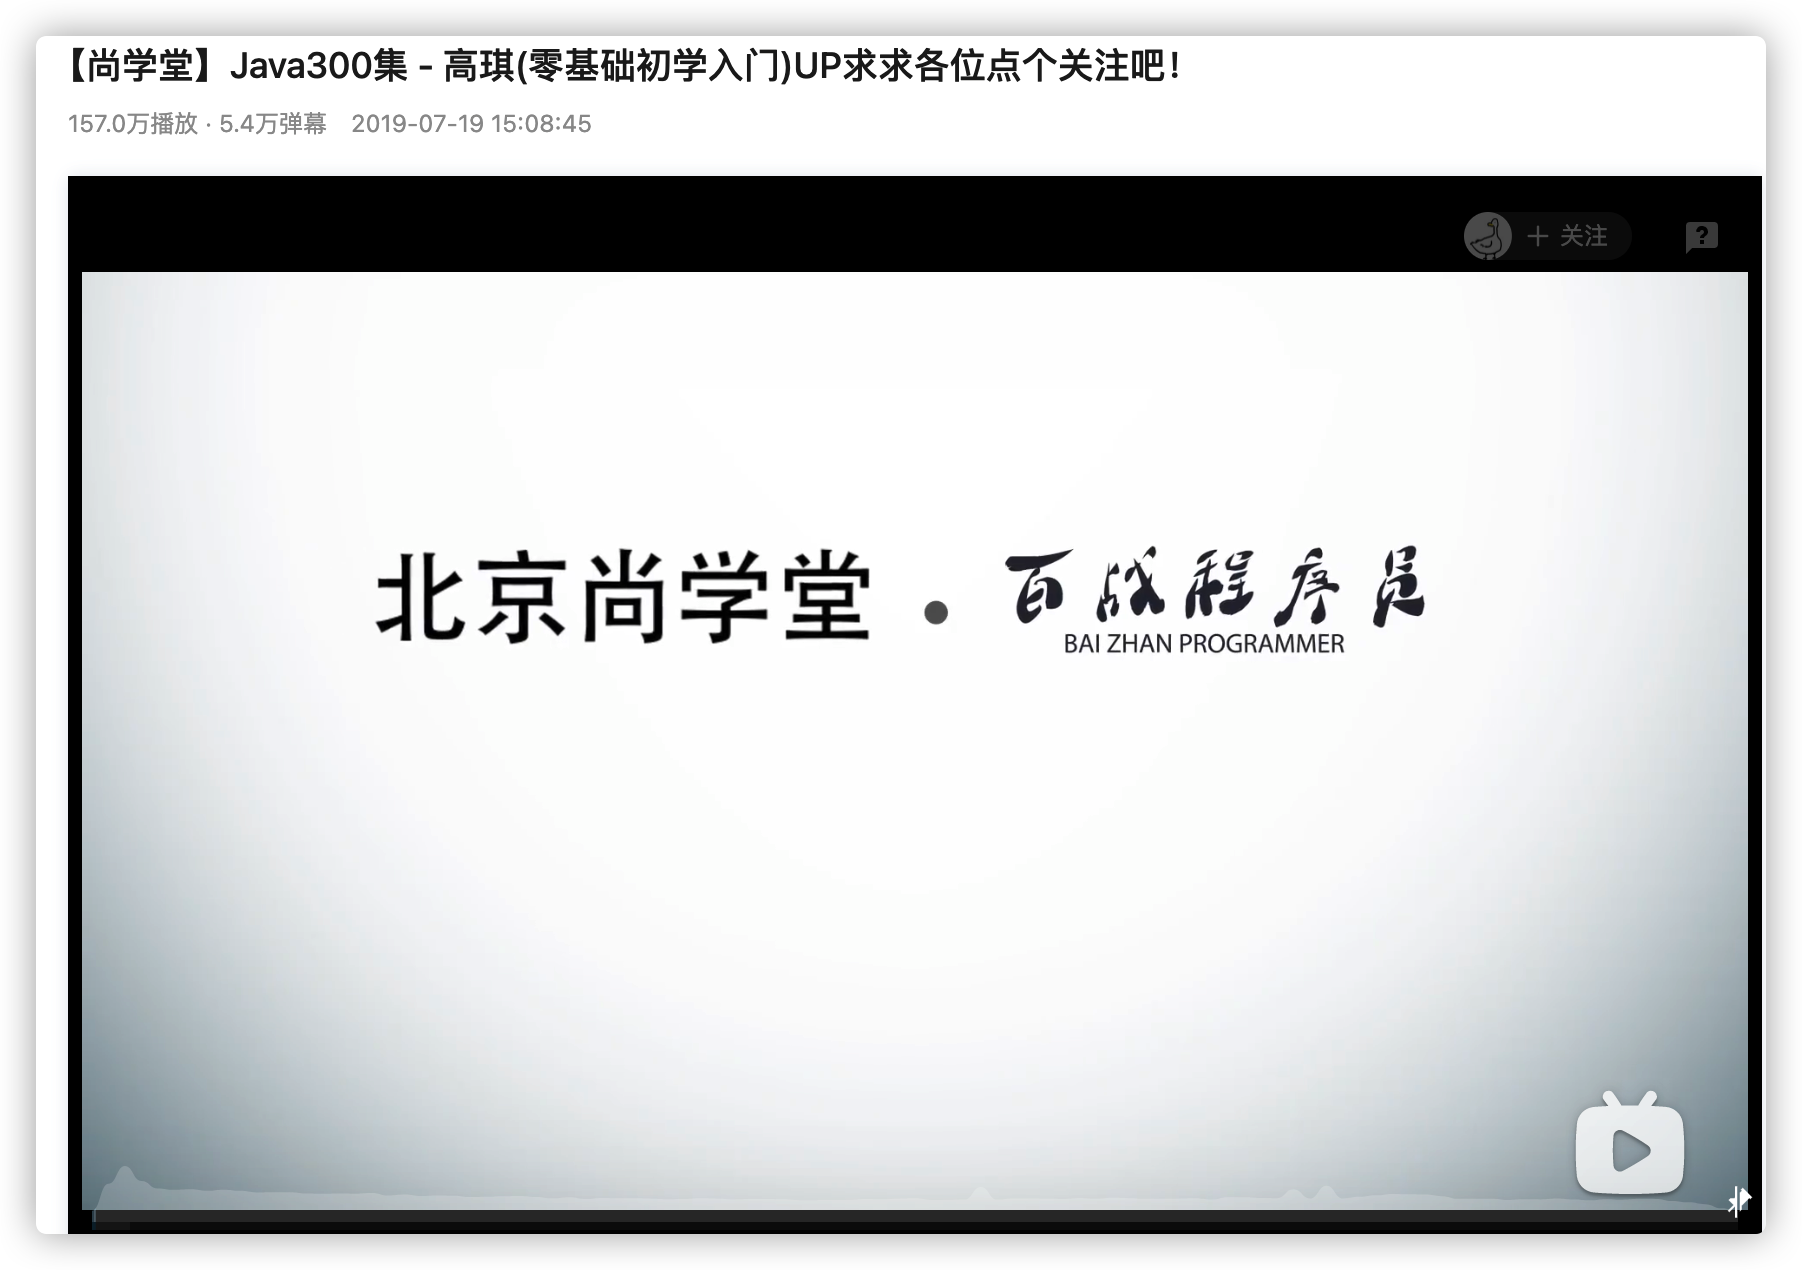 【尚学堂】Java300集 - 高琪(零基础初学入门)UP求求各位点个关注吧！
157.0万播放 · 5.4万弹幕 2019-07-19 15:08:45
+ 关注
?
北京尚学堂 • 百战程序员
BAI ZHAN PROGRAMMER